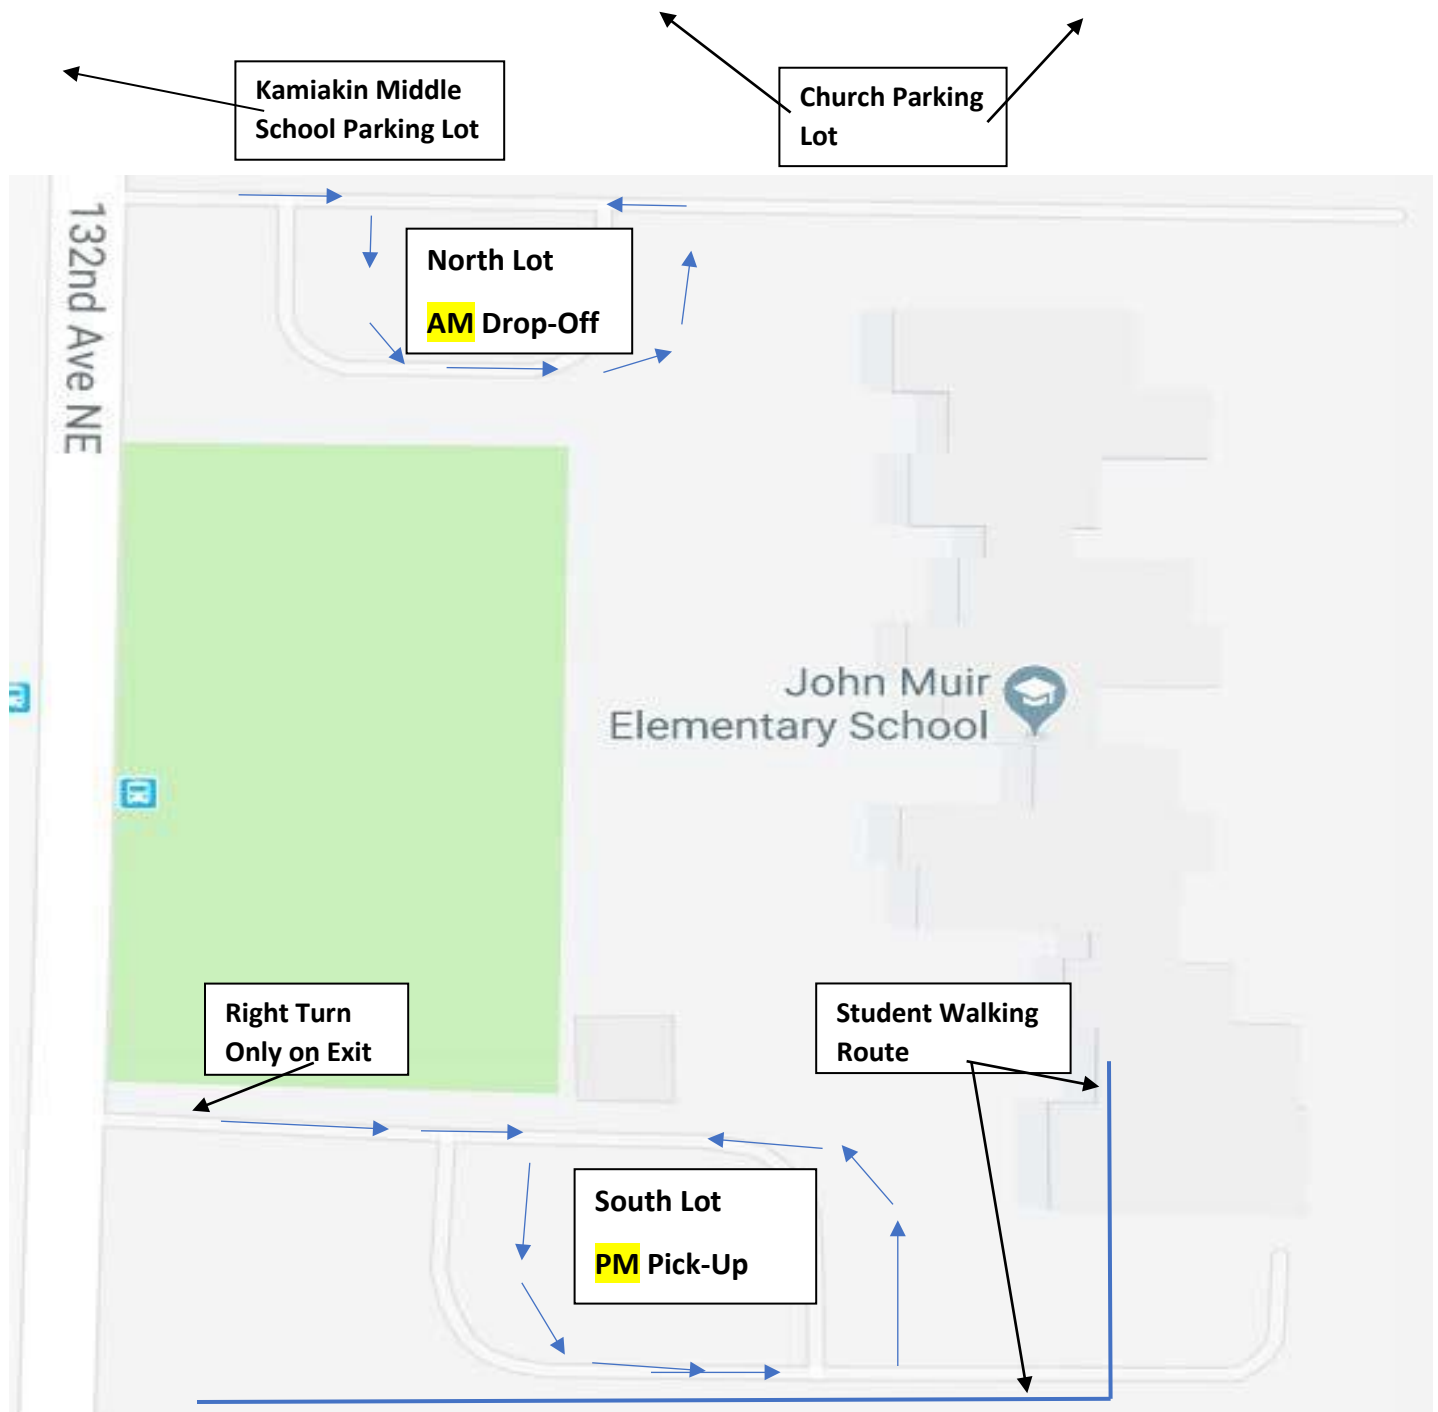 Kamiakin Middle
School Parking Lot
Church Parking
Lot
132nd Ave NE
North Lot
AM Drop-Off
John Muir
Elementary School
Right Turn
Only on Exit
Student Walking
Route
South Lot
PM Pick-Up